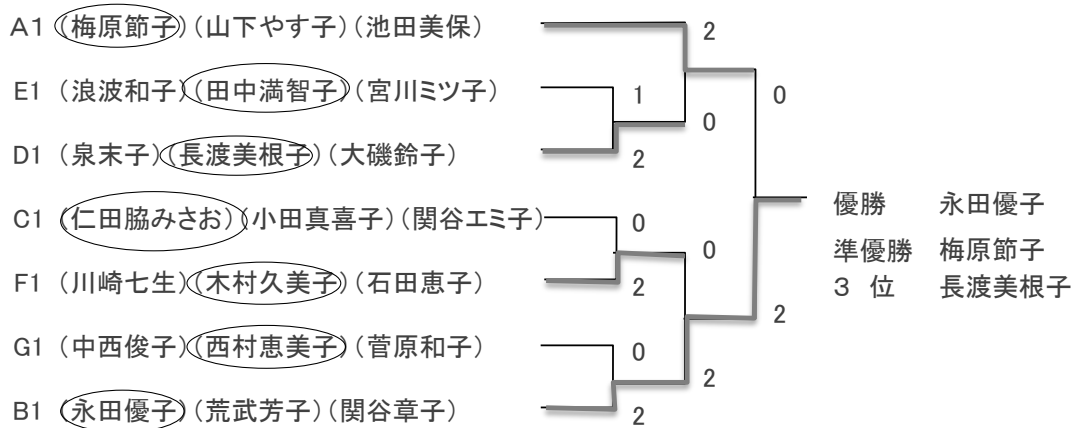 A1 (梅原節子) (山下やす子) (池田美保) 2
E1 (浪波和子) (田中満智子) (宮川ミツ子) 1 0
0
D1 (泉末子) (長渡美根子) (大磯鈴子) 2
C1 (仁田脇みさお) (小田真喜子) (関谷エミ子) 0
優勝 永田優子
準優勝 梅原節子
0
F1 (川崎七生) (木村久美子) (石田恵子) 2
3 位 長渡美根子
2
G1 (中西俊子) (西村恵美子) (菅原和子) 0
2
B1 (永田優子) (荒武芳子) (関谷章子) 2